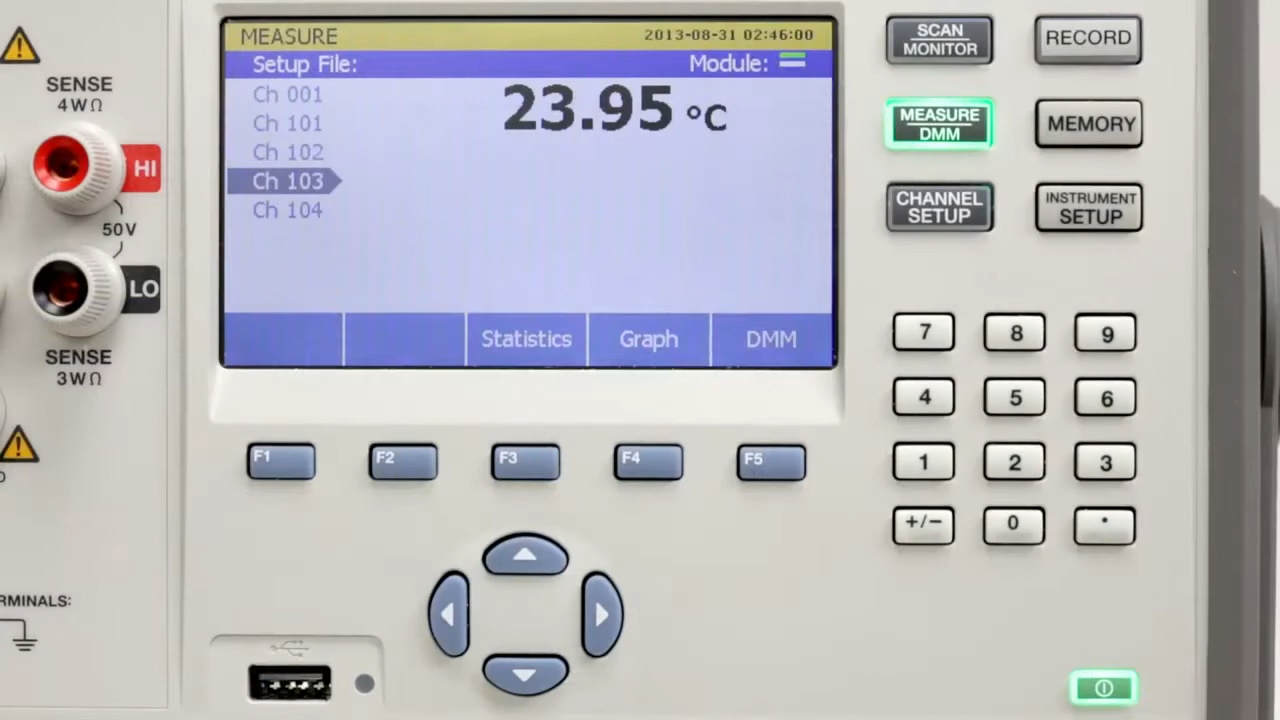 SENSE
4WΩ
HI
50V
LO
SENSE
3WΩ
RMINALS:
MEASURE 2013-08-31 02:46:00
Setup File: Module:
Ch 001
Ch 101
Ch 102
Ch 103
Ch 104
23.95 °C
Statistics Graph DMM
F1 F2 F3 F4 F5
SCAN
MONITOR
RECORD
MEASURE
DMM
MEMORY
CHANNEL
SETUP
INSTRUMENT
SETUP
7 8 9
4 5 6
1 2 3
+/− 0 .